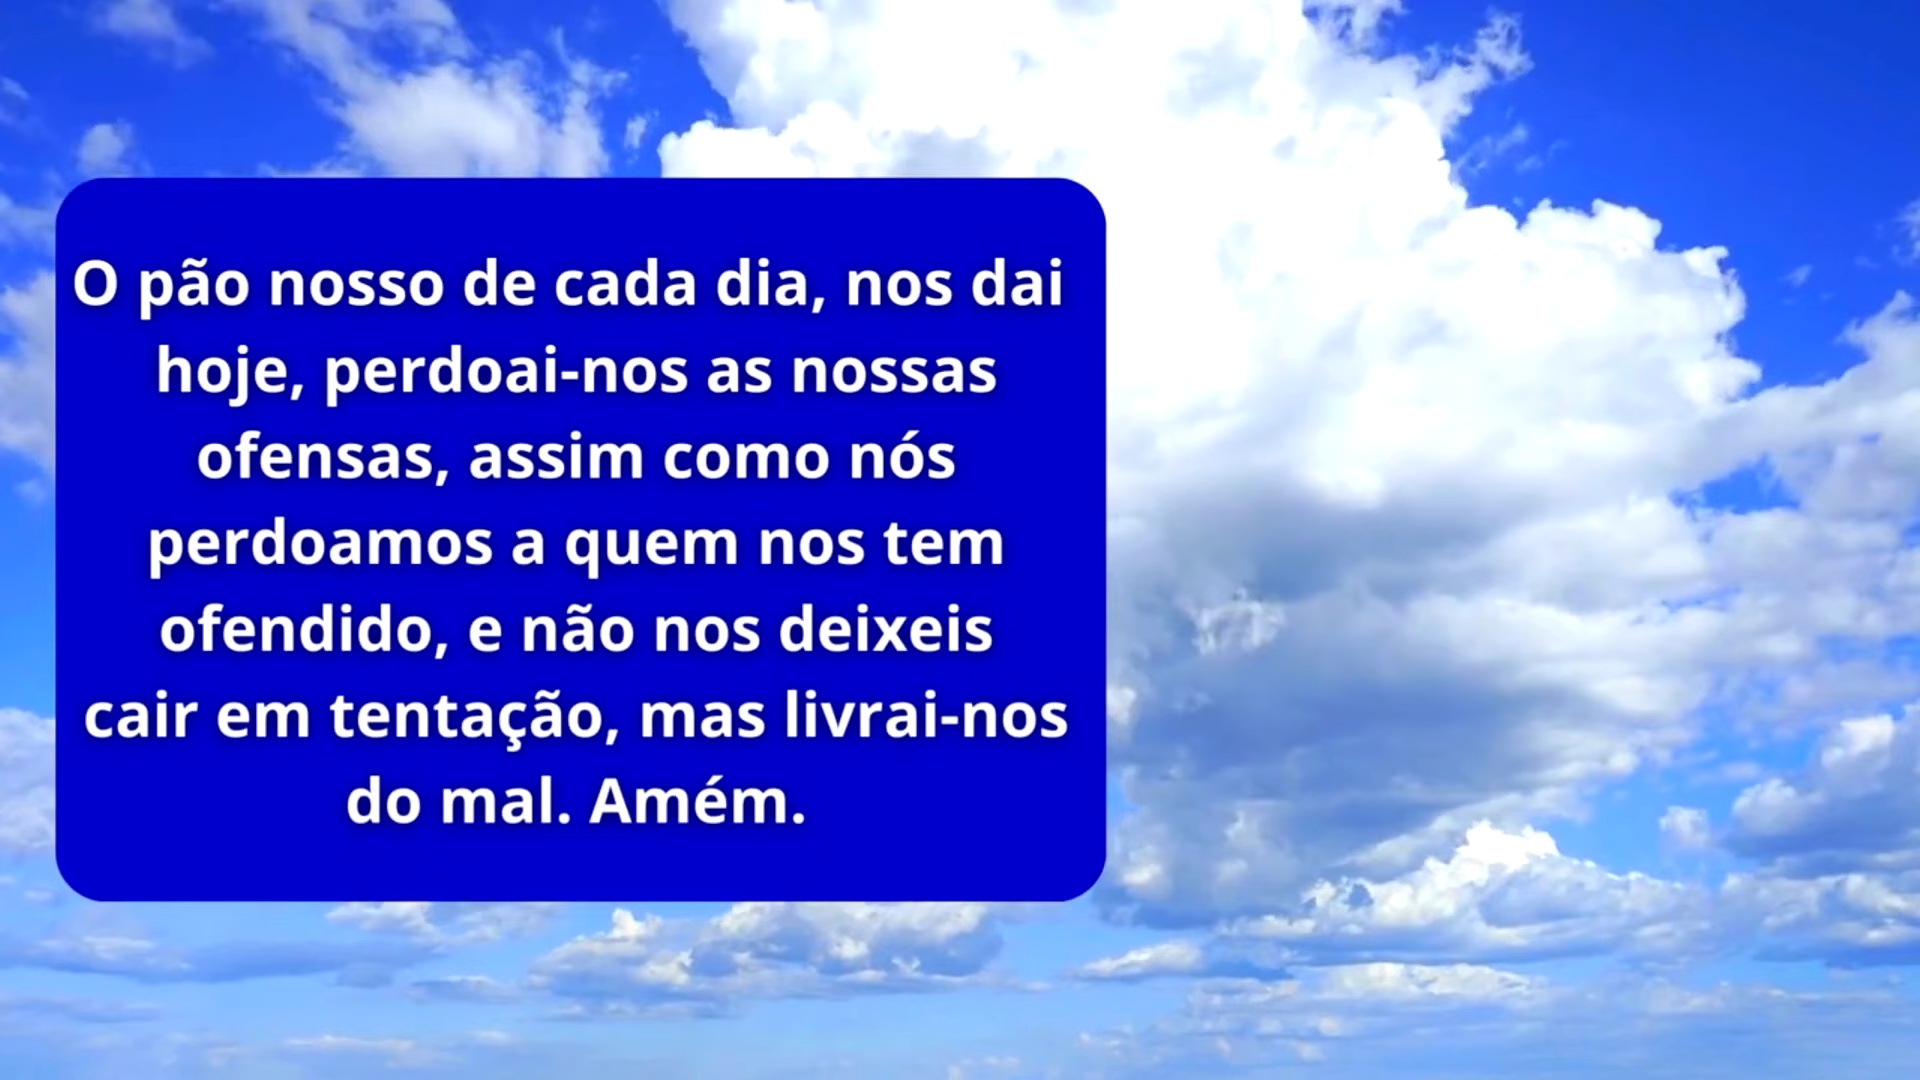 O pão nosso de cada dia, nos dai
hoje, perdoai-nos as nossas
ofensas, assim como nós
perdoamos a quem nos tem
ofendido, e não nos deixeis
cair em tentação, mas livrai-nos
do mal. Amém.